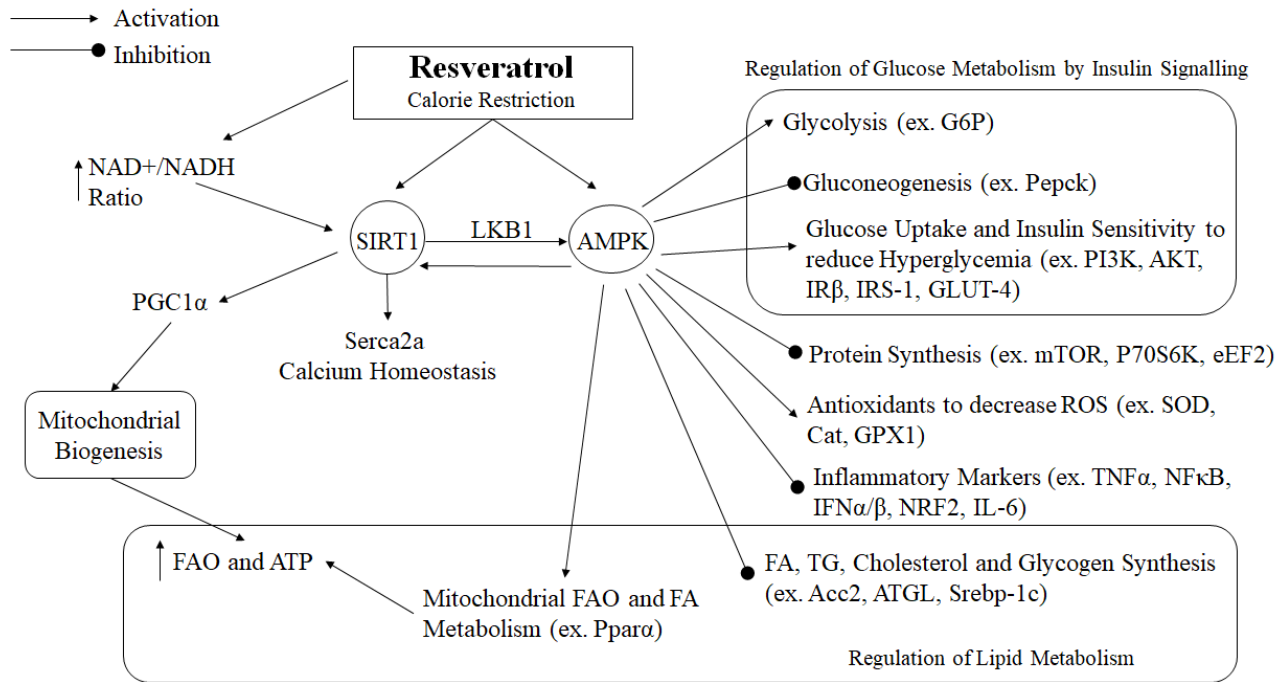 Activation
Inhibition
Resveratrol
Calorie Restriction
Regulation of Glucose Metabolism by Insulin Signalling
Glycolysis (ex. G6P)
NAD+/NADH
Ratio
Gluconeogenesis (ex. Pepck)
SIRT1
LKB1
AMPK
Glucose Uptake and Insulin Sensitivity to
reduce Hyperglycemia (ex. PI3K, AKT,
IRβ, IRS-1, GLUT-4)
PGC1α
Serca2a
Calcium Homeostasis
Protein Synthesis (ex. mTOR, P70S6K, eEF2)
Antioxidants to decrease ROS (ex. SOD,
Cat, GPX1)
Mitochondrial
Biogenesis
Inflammatory Markers (ex. TNFα, NFκB,
IFNα/β, NRF2, IL-6)
FAO and ATP
Mitochondrial FAO and FA
Metabolism (ex. Pparα)
FA, TG, Cholesterol and Glycogen Synthesis
(ex. Acc2, ATGL, Srebp-1c)
Regulation of Lipid Metabolism